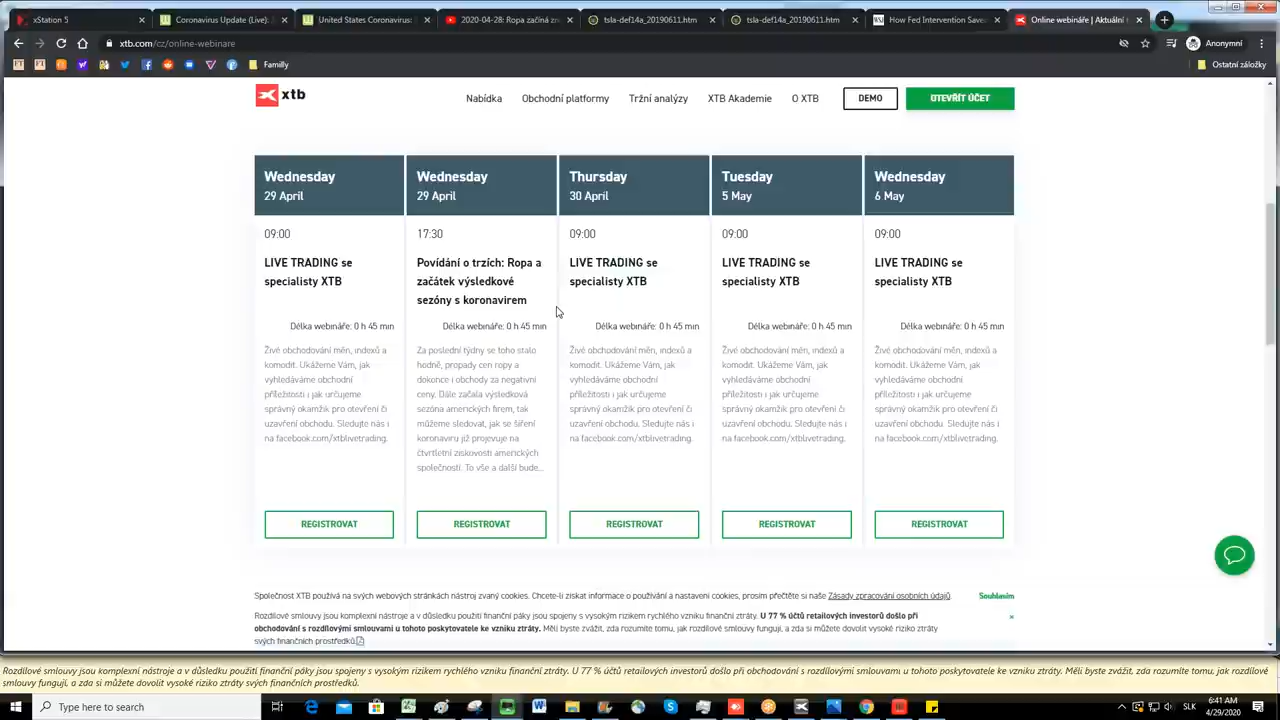 xStation 5
Coronavirus Update (Live):
United States Coronavirus:
2020-04-28: Ropa začíná zn
tsla-def14a_20190611.htm
tsla-def14a_20190611.htm
How Fed Intervention Save
Online webináře | Aktuální
xtb.com/cz/online-webinare
Anonymní
Familly
Ostatní záložky
xtb
Nabídka
Obchodní platformy
Tržní analýzy
XTB Akademie
O XTB
DEMO
OTEVŘÍT ÚČET
Wednesday
29 April
09:00
LIVE TRADING se
specialisty XTB
Délka webináře: 0 h 45 min
Živé obchodování měn, indexů a
komodit. Ukážeme Vám, jak
vyhledáváme obchodní
příležitosti i jak určujeme
správný okamžik pro otevření či
uzavření obchodu. Sledujte nás i
na facebook.com/xtblivetrading.
REGISTROVAT
Wednesday
29 April
17:30
Povídání o trzích: Ropa a
začátek výsledkové
sezóny s koronavirem
Délka webináře: 0 h 45 min
Za poslední týdny se toho stalo
hodně, propady cen ropy a
dokonce i obchody za negativní
ceny. Dále začala výsledková
sezóna amerických firem, tak
můžeme sledovat, jak se šíření
koronaviru již projevuje na
čtvrtletní ziskovosti amerických
společností. To vše a další bude...
REGISTROVAT
Thursday
30 April
09:00
LIVE TRADING se
specialisty XTB
Délka webináře: 0 h 45 min
Živé obchodování měn, indexů a
komodit. Ukážeme Vám, jak
vyhledáváme obchodní
příležitosti i jak určujeme
správný okamžik pro otevření či
uzavření obchodu. Sledujte nás i
na facebook.com/xtblivetrading.
REGISTROVAT
Tuesday
5 May
09:00
LIVE TRADING se
specialisty XTB
Délka webináře: 0 h 45 min
Živé obchodování měn, indexů a
komodit. Ukážeme Vám, jak
vyhledáváme obchodní
příležitosti i jak určujeme
správný okamžik pro otevření či
uzavření obchodu. Sledujte nás i
na facebook.com/xtblivetrading.
REGISTROVAT
Wednesday
6 May
09:00
LIVE TRADING se
specialisty XTB
Délka webináře: 0 h 45 min
Živé obchodování měn, indexů a
komodit. Ukážeme Vám, jak
vyhledáváme obchodní
příležitosti i jak určujeme
správný okamžik pro otevření či
uzavření obchodu. Sledujte nás i
na facebook.com/xtblivetrading.
REGISTROVAT
Společnost XTB používá na svých webových stránkách nástroj zvaný cookies. Chcete-li získat informace o používání a nastavení cookies, prosím přečtěte si naše Zásady zpracování osobních údajů. Souhlasím
Rozdílové smlouvy jsou komplexní nástroje a v důsledku použití finanční páky jsou spojeny s vysokým rizikem rychlého vzniku finanční ztráty. U 77 % účtů retailových investorů došlo při
obchodování s rozdílovými smlouvami u tohoto poskytovatele ke vzniku ztráty. Měli byste zvážit, zda rozumíte tomu, jak rozdílové smlouvy fungují, a zda si můžete dovolit vysoké riziko ztráty
svých finančních prostředků.
Rozdílové smlouvy jsou komplexní nástroje a v důsledku použití finanční páky jsou spojeny s vysokým rizikem rychlého vzniku finanční ztráty. U 77 % účtů retailových investorů došlo při obchodování s rozdílovými smlouvami u tohoto poskytovatele ke vzniku ztráty. Měli byste zvážit, zda rozumíte tomu, jak rozdílové
smlouvy fungují, a zda si můžete dovolit vysoké riziko ztráty svých finančních prostředků.
Type here to search
SLK
6:41 AM
4/29/2020